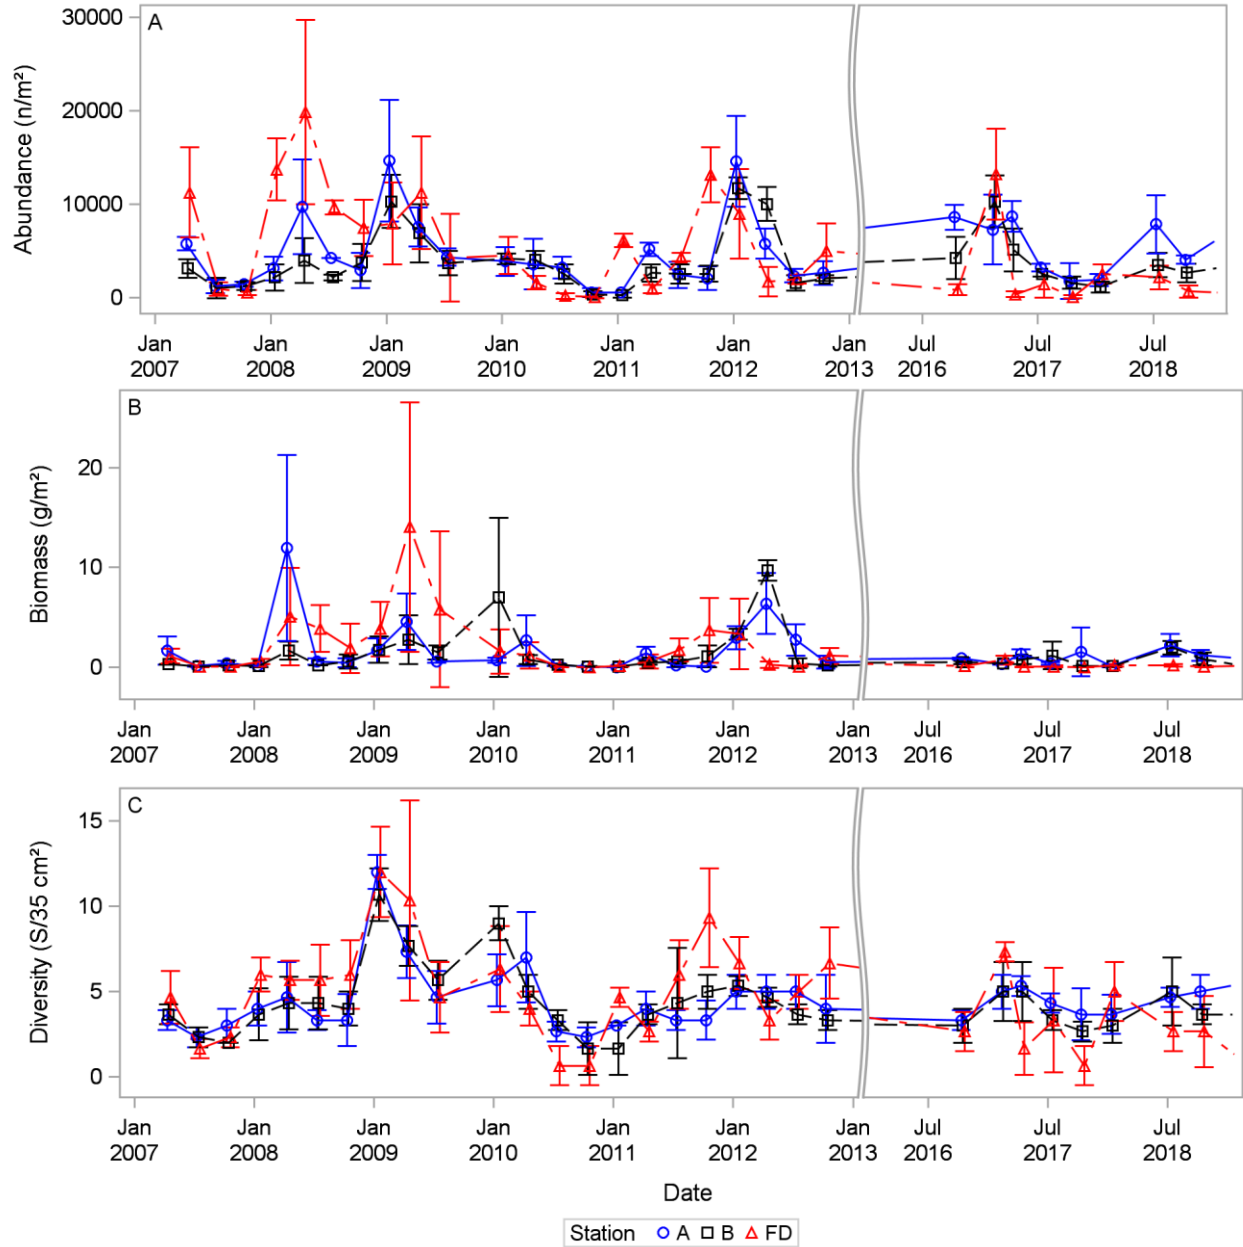 A
Abundance (n/m²)
30000
20000
10000
0
Jan Jan Jan Jan Jan Jan Jan Jul Jul Jul
2007 2008 2009 2010 2011 2012 2013 2016 2017 2018
B
Biomass (g/m²)
20
10
0
Jan Jan Jan Jan Jan Jan Jan Jul Jul Jul
2007 2008 2009 2010 2011 2012 2013 2016 2017 2018
C
Diversity (S/35 cm²)
15
10
5
0
Jan Jan Jan Jan Jan Jan Jan Jul Jul Jul
2007 2008 2009 2010 2011 2012 2013 2016 2017 2018
Date
Station A B FD